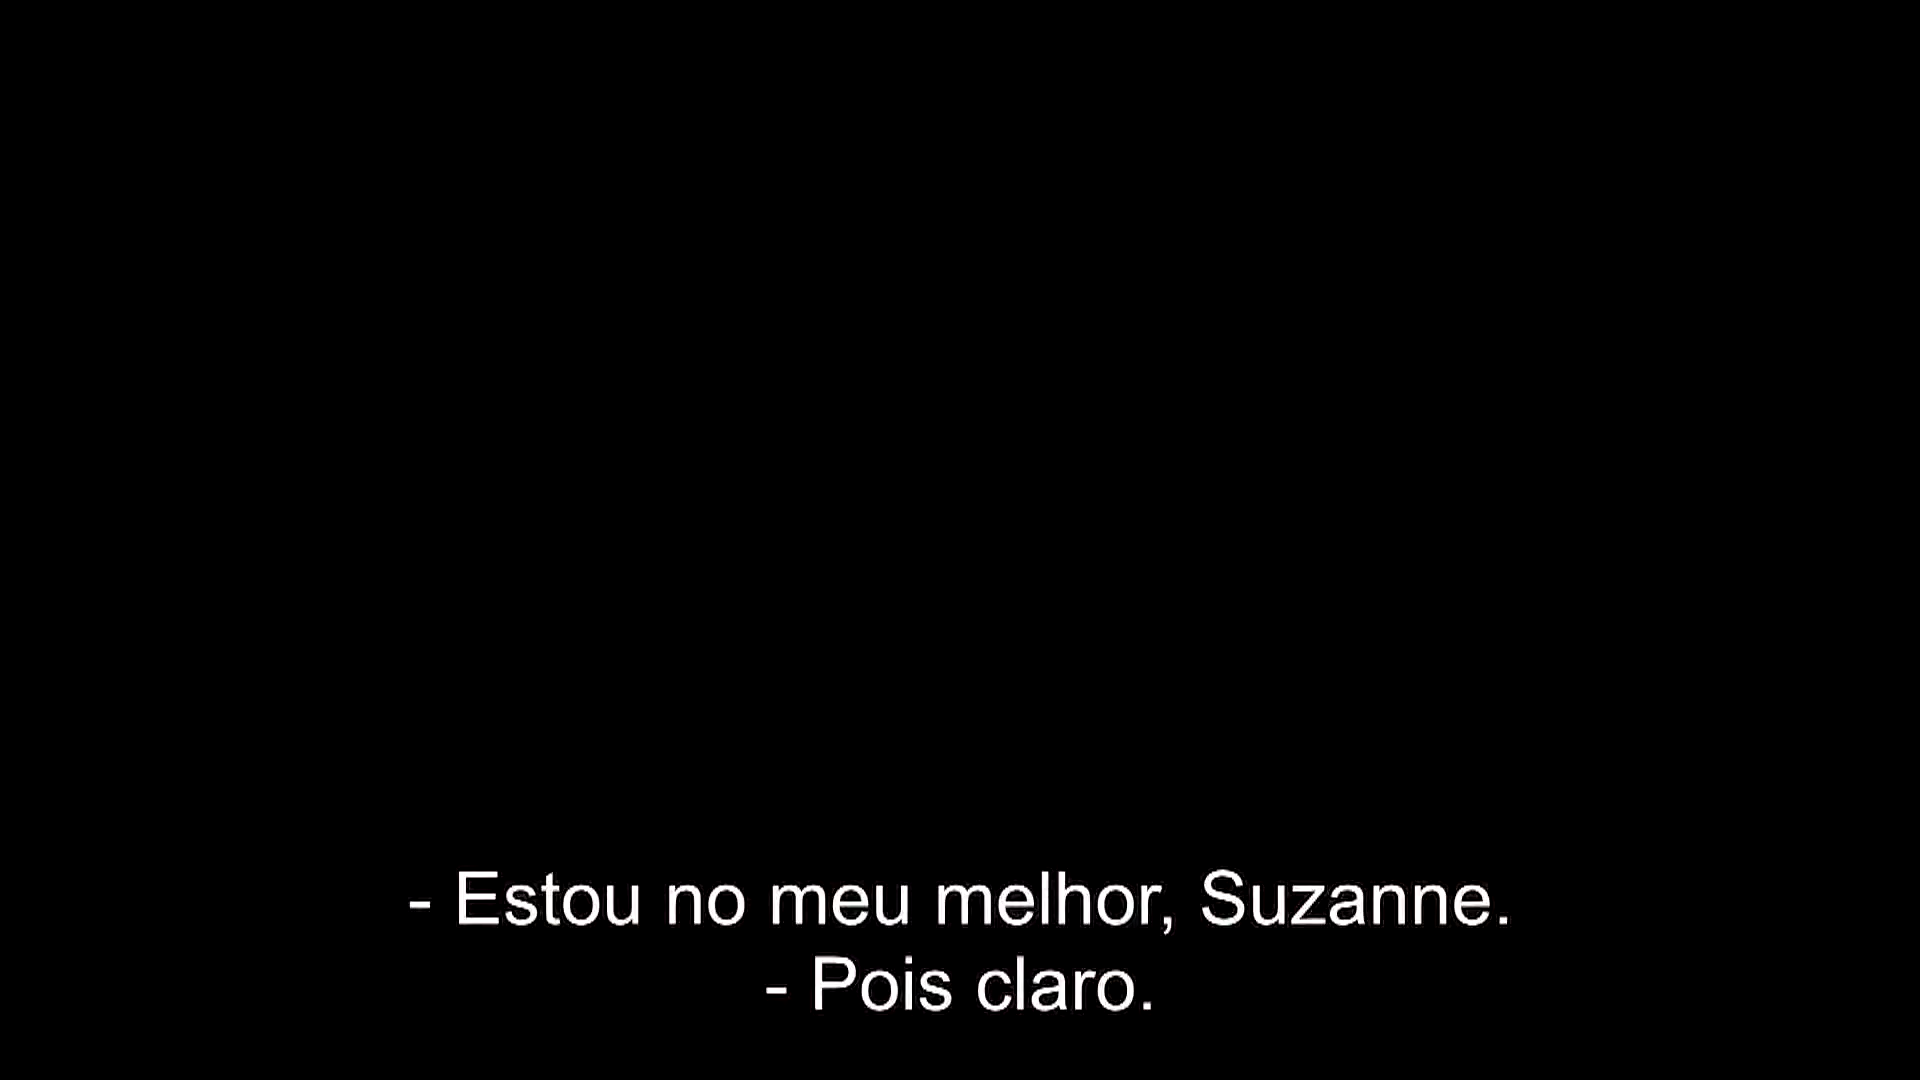 - Estou no meu melhor, Suzanne.
- Pois claro.